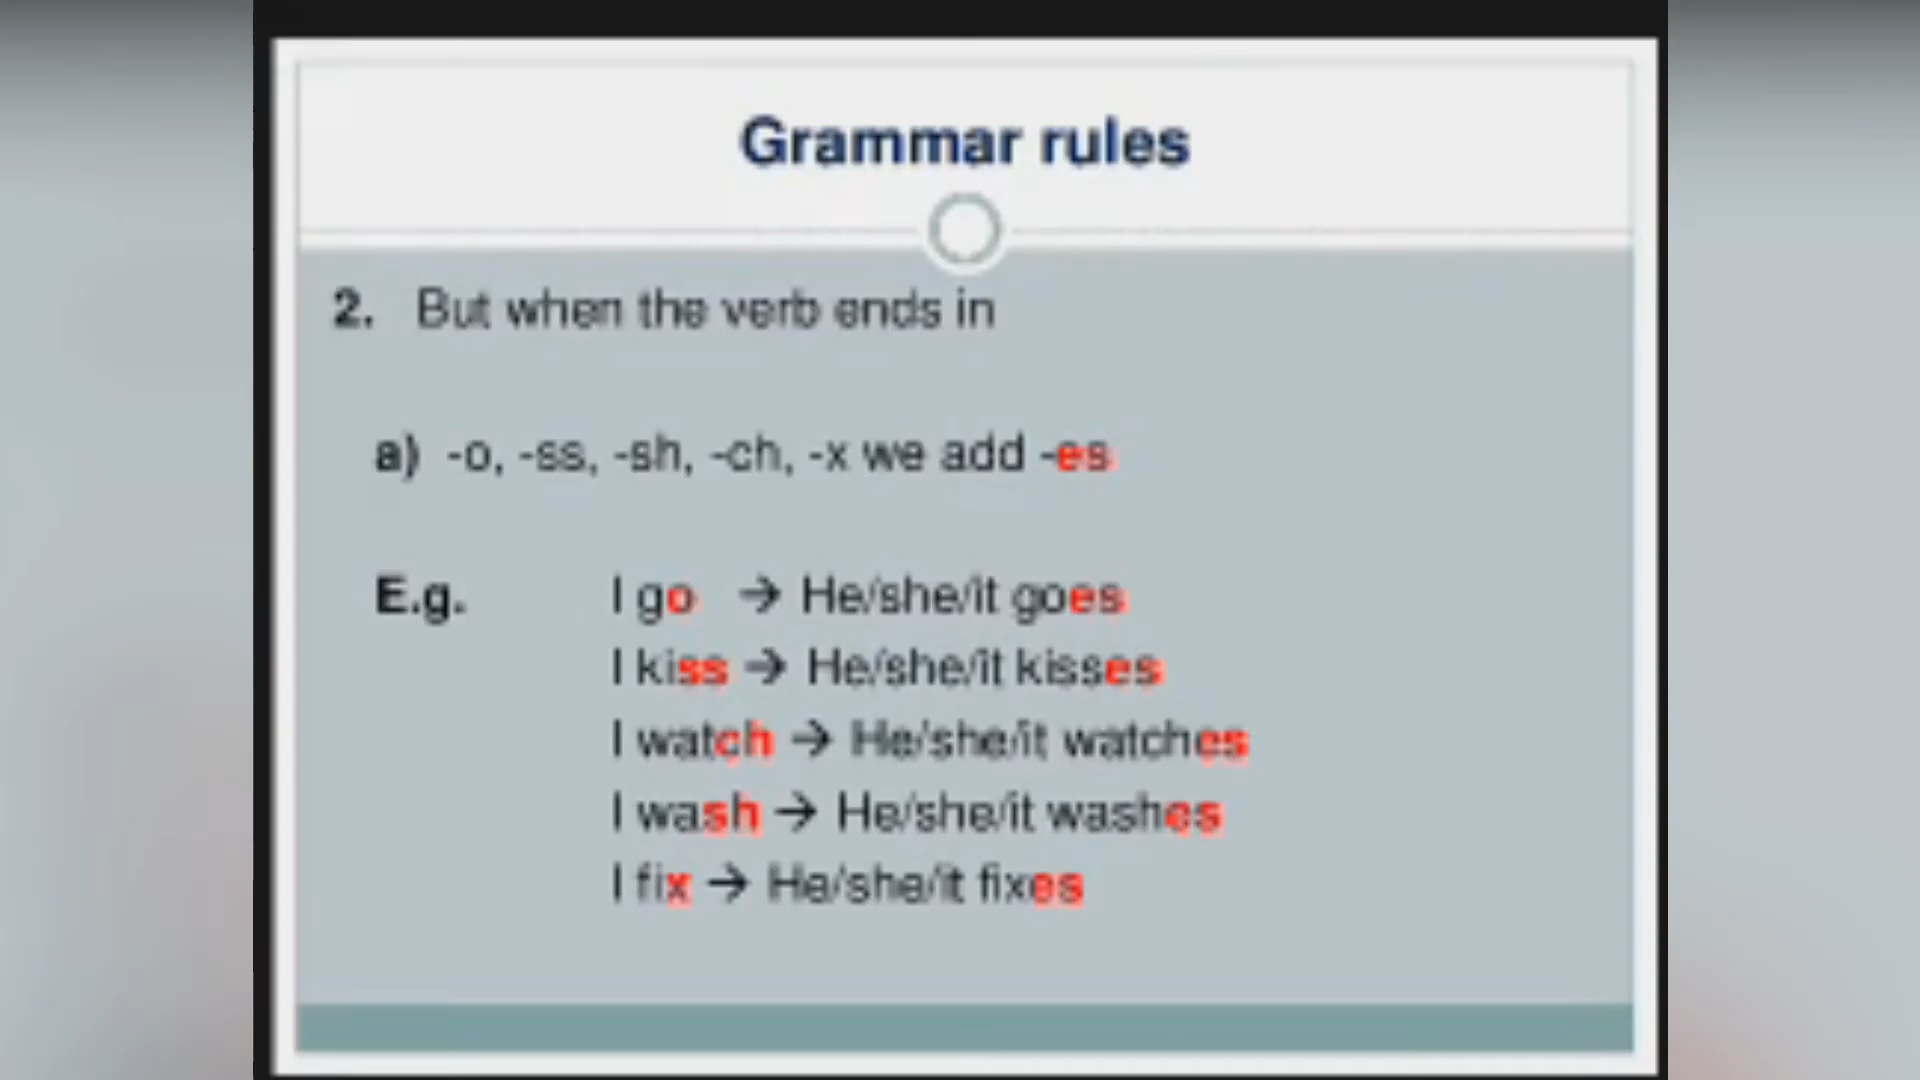 Grammar rules
2. But when the verb ends in
a) -o, -ss, -sh, -ch, -x we add -es
E.g. I go → He/she/it goes
I kiss → He/she/it kisses
I watch → He/she/it watches
I wash → He/she/it washes
I fix → He/she/it fixes